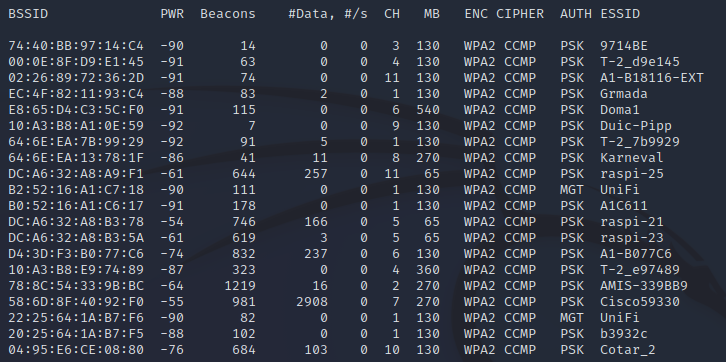 BSSID PWR Beacons #Data, #/s CH MB ENC CIPHER AUTH ESSID
74:40:BB:97:14:C4 -90 14 0 0 3 130 WPA2 CCMP PSK 9714BE
00:0E:8F:D9:E1:45 -91 63 0 0 4 130 WPA2 CCMP PSK T-2_d9e145
02:26:89:72:36:2D -91 74 0 0 11 130 WPA2 CCMP PSK A1-B18116-EXT
EC:4F:82:11:93:C4 -88 83 2 0 1 130 WPA2 CCMP PSK Grmada
E8:65:D4:C3:5C:F0 -91 115 0 0 6 540 WPA2 CCMP PSK Doma1
10:A3:B8:A1:0E:59 -92 7 0 0 9 130 WPA2 CCMP PSK Duic-Pipp
64:6E:EA:7B:99:29 -92 91 5 0 1 130 WPA2 CCMP PSK T-2_7b9929
64:6E:EA:13:78:1F -86 41 11 0 8 270 WPA2 CCMP PSK Karneval
DC:A6:32:A8:A9:F1 -61 644 257 0 11 65 WPA2 CCMP PSK raspi-25
B2:52:16:A1:C7:18 -90 111 0 0 1 130 WPA2 CCMP MGT UniFi
B0:52:16:A1:C6:17 -91 178 0 0 1 130 WPA2 CCMP PSK A1C611
DC:A6:32:A8:B3:78 -54 746 166 0 5 65 WPA2 CCMP PSK raspi-21
DC:A6:32:A8:B3:5A -61 619 3 0 5 65 WPA2 CCMP PSK raspi-23
D4:3D:F3:B0:77:C6 -74 832 237 0 6 130 WPA2 CCMP PSK A1-B077C6
10:A3:B8:E9:74:89 -87 323 0 0 4 360 WPA2 CCMP PSK T-2_e97489
78:8C:54:33:9B:BC -64 1219 16 0 2 270 WPA2 CCMP PSK AMIS-339BB9
58:6D:8F:40:92:F0 -55 981 2908 0 7 270 WPA2 CCMP PSK Cisco59330
22:25:64:1A:B7:F6 -90 82 0 0 1 130 WPA2 CCMP MGT UniFi
20:25:64:1A:B7:F5 -88 102 0 0 1 130 WPA2 CCMP PSK b3932c
04:95:E6:CE:08:80 -76 684 103 0 10 130 WPA2 CCMP PSK Cotar_2